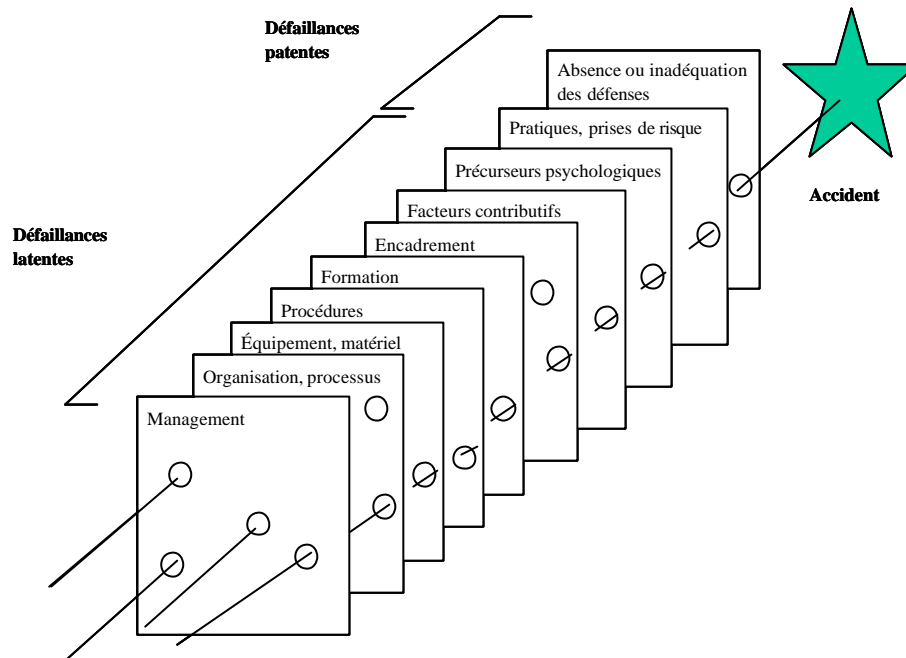 Défaillances
patentes
Absence ou inadéquation
des défenses
Pratiques, prises de risque
Précurseurs psychologiques
Accident
Facteurs contributifs
Défaillances
latentes
Encadrement
Formation
Procédures
Équipement, matériel
Organisation, processus
Management